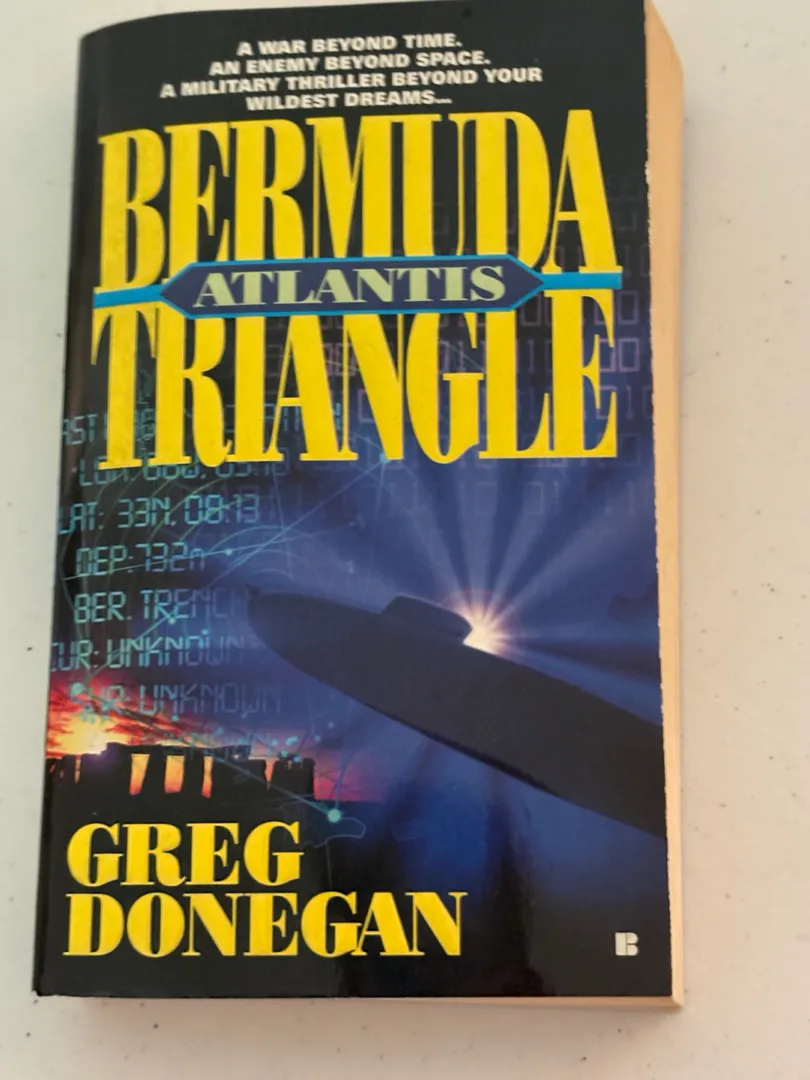 A WAR BEYOND TIME.
AN ENEMY BEYOND SPACE.
A MILITARY THRILLER BEYOND YOUR
WILDEST DREAMS...
BERMUDA
ATLANTIS
TRIANGLE
LAT: 33N, 08:13
DEP: 732m
BER. TRENCH
CUR: UNKNOWN
UNKNOWN
GREG
DONEGAN
B